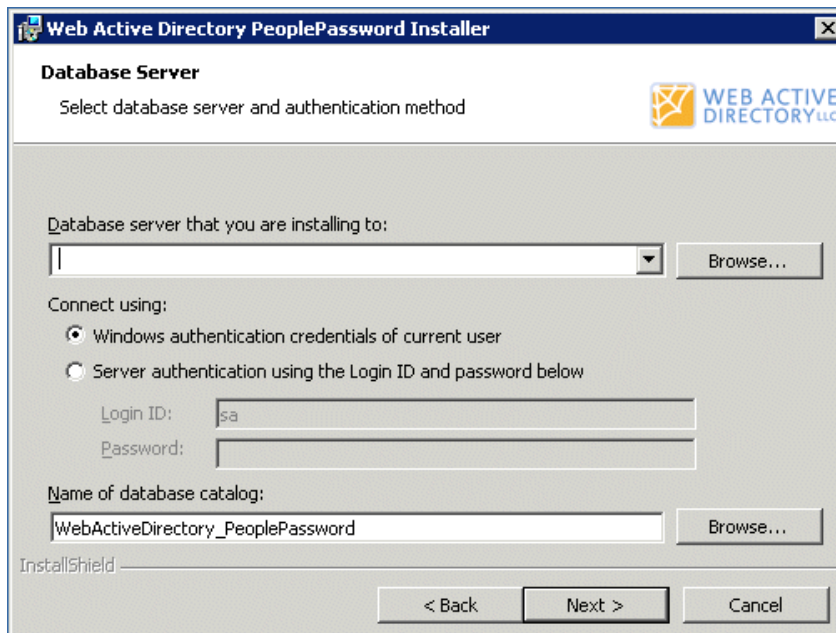 Web Active Directory PeoplePassword Installer
Database Server
Select database server and authentication method
WEB ACTIVE
DIRECTORY LLC
Database server that you are installing to:
Browse...
Connect using:
Windows authentication credentials of current user
Server authentication using the Login ID and password below
Login ID: sa
Password:
Name of database catalog:
WebActiveDirectory_PeoplePassword Browse...
InstallShield
< Back Next > Cancel